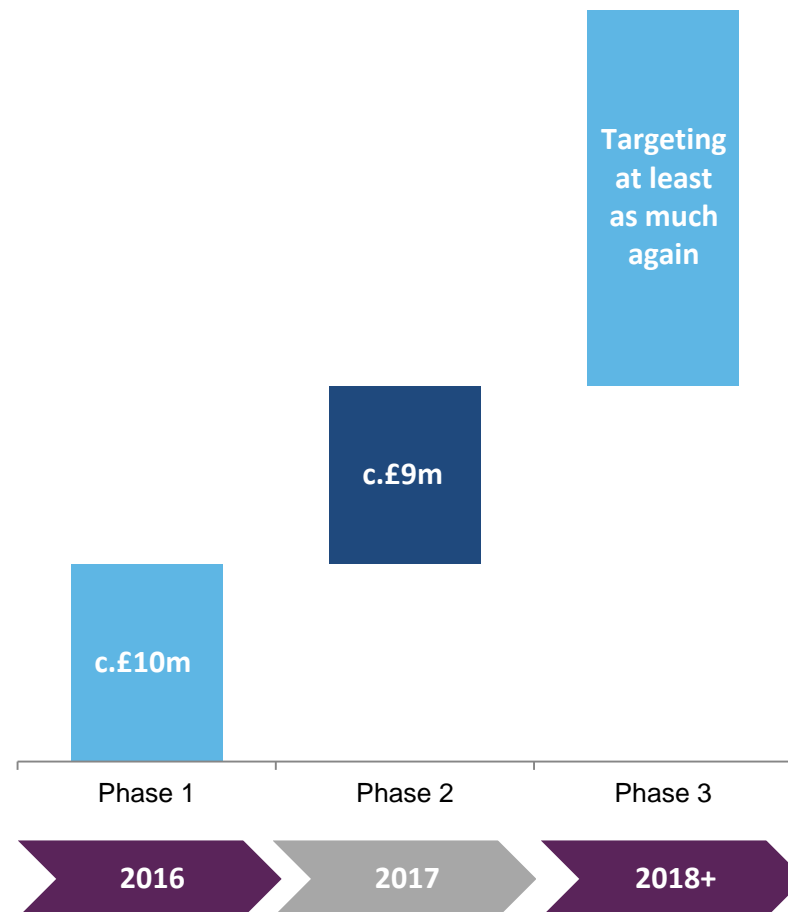 Targeting
at least
as much
again
c.£9m
c.£10m
Phase 1
Phase 2
Phase 3
2016
2017
2018+